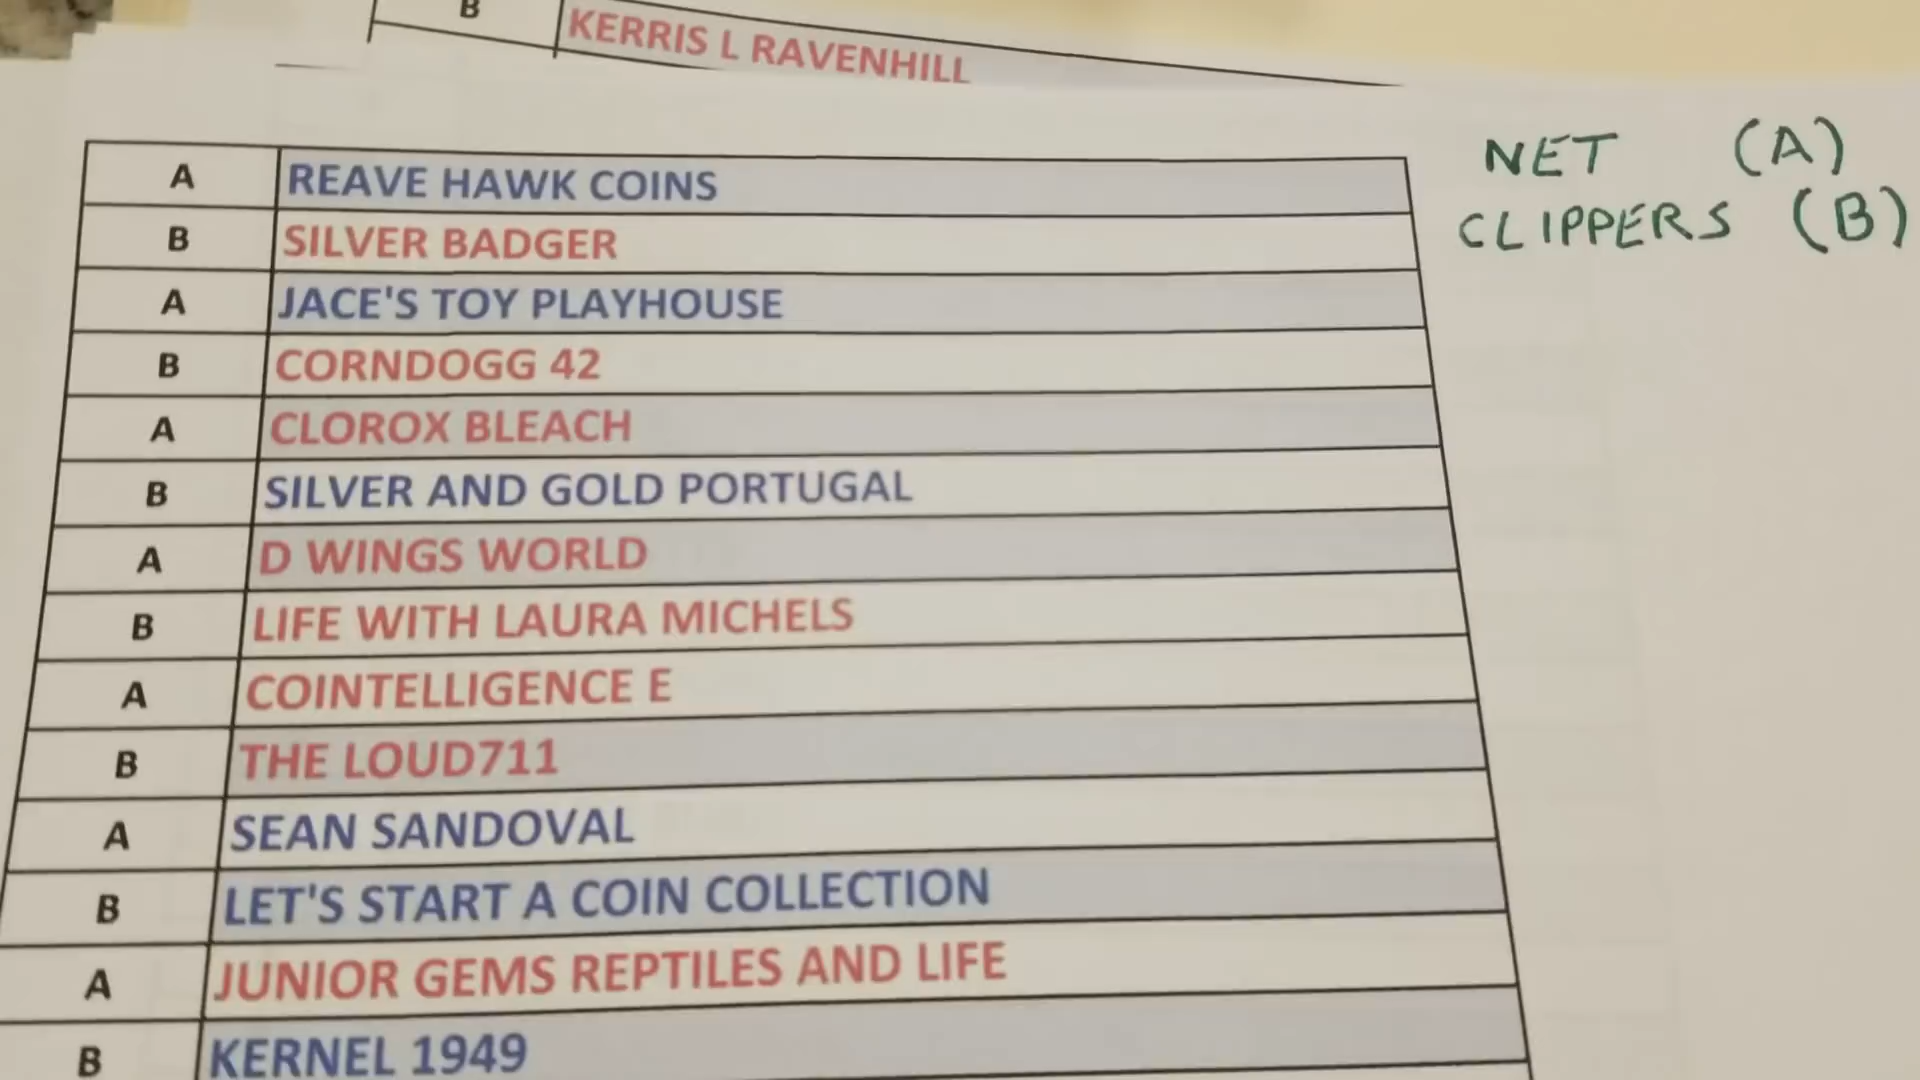 B KERRIS L RAVENHILL
NET (A)
CLIPPERS (B)
A REAVE HAWK COINS
B SILVER BADGER
A JACE'S TOY PLAYHOUSE
B CORNDOGG 42
A CLOROX BLEACH
B SILVER AND GOLD PORTUGAL
A D WINGS WORLD
B LIFE WITH LAURA MICHELS
A COINTELLIGENCE E
B THE LOUD711
A SEAN SANDOVAL
B LET'S START A COIN COLLECTION
A JUNIOR GEMS REPTILES AND LIFE
B KERNEL 1949